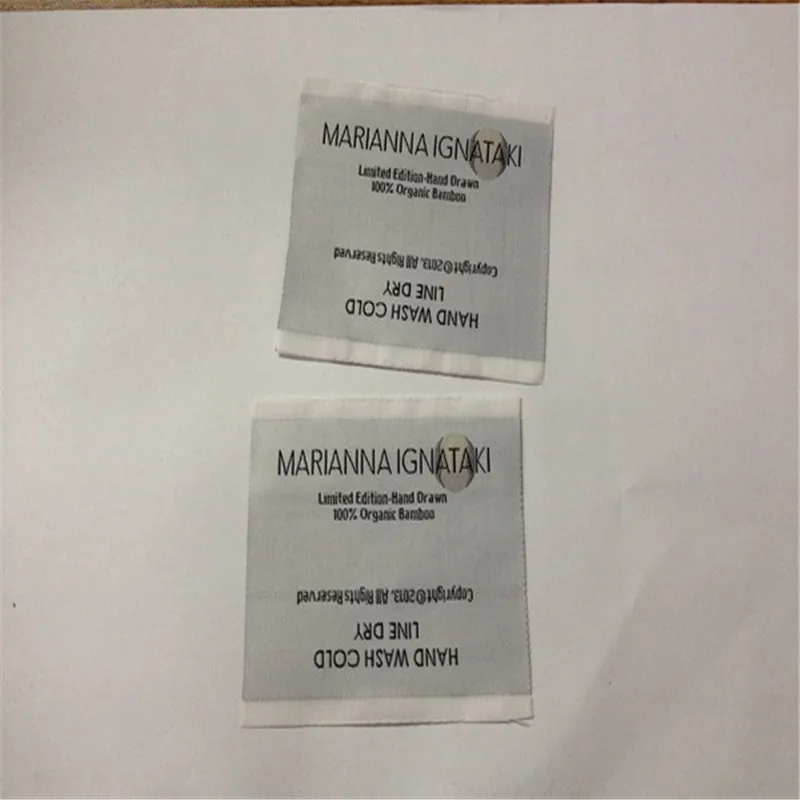 MARIANNA IGNATAKI
Limited Edition-Hand Drawn
100% Organic Bamboo
HAND WASH COLD
LINE DRY
Copyright©2013. All Rights Reserved
MARIANNA IGNATAKI
Limited Edition-Hand Drawn
100% Organic Bamboo
HAND WASH COLD
LINE DRY
Copyright©2013. All Rights Reserved